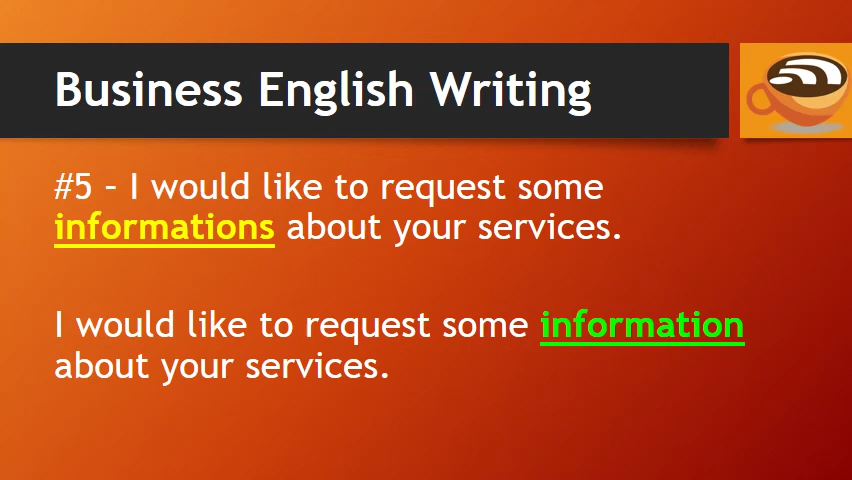 Business English Writing
#5 – I would like to request some
informations about your services.
I would like to request some information
about your services.